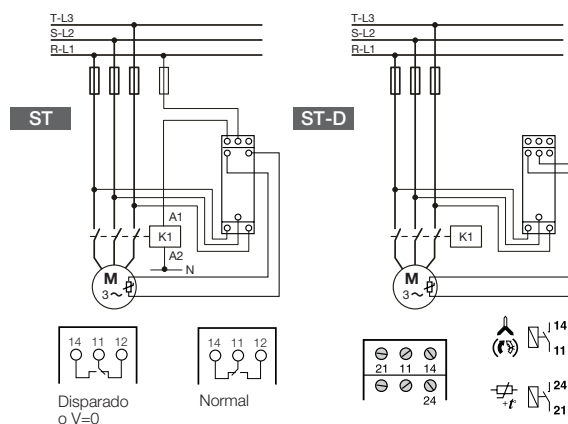 T-L3
S-L2
R-L1
ST
A1
K1
A2
N
M
3~
14 11 12
Disparado
o V=0
14 11 12
Normal
T-L3
S-L2
R-L1
ST-D
K1
M
3~
21 11 14
24
14
11
+t°
24
21